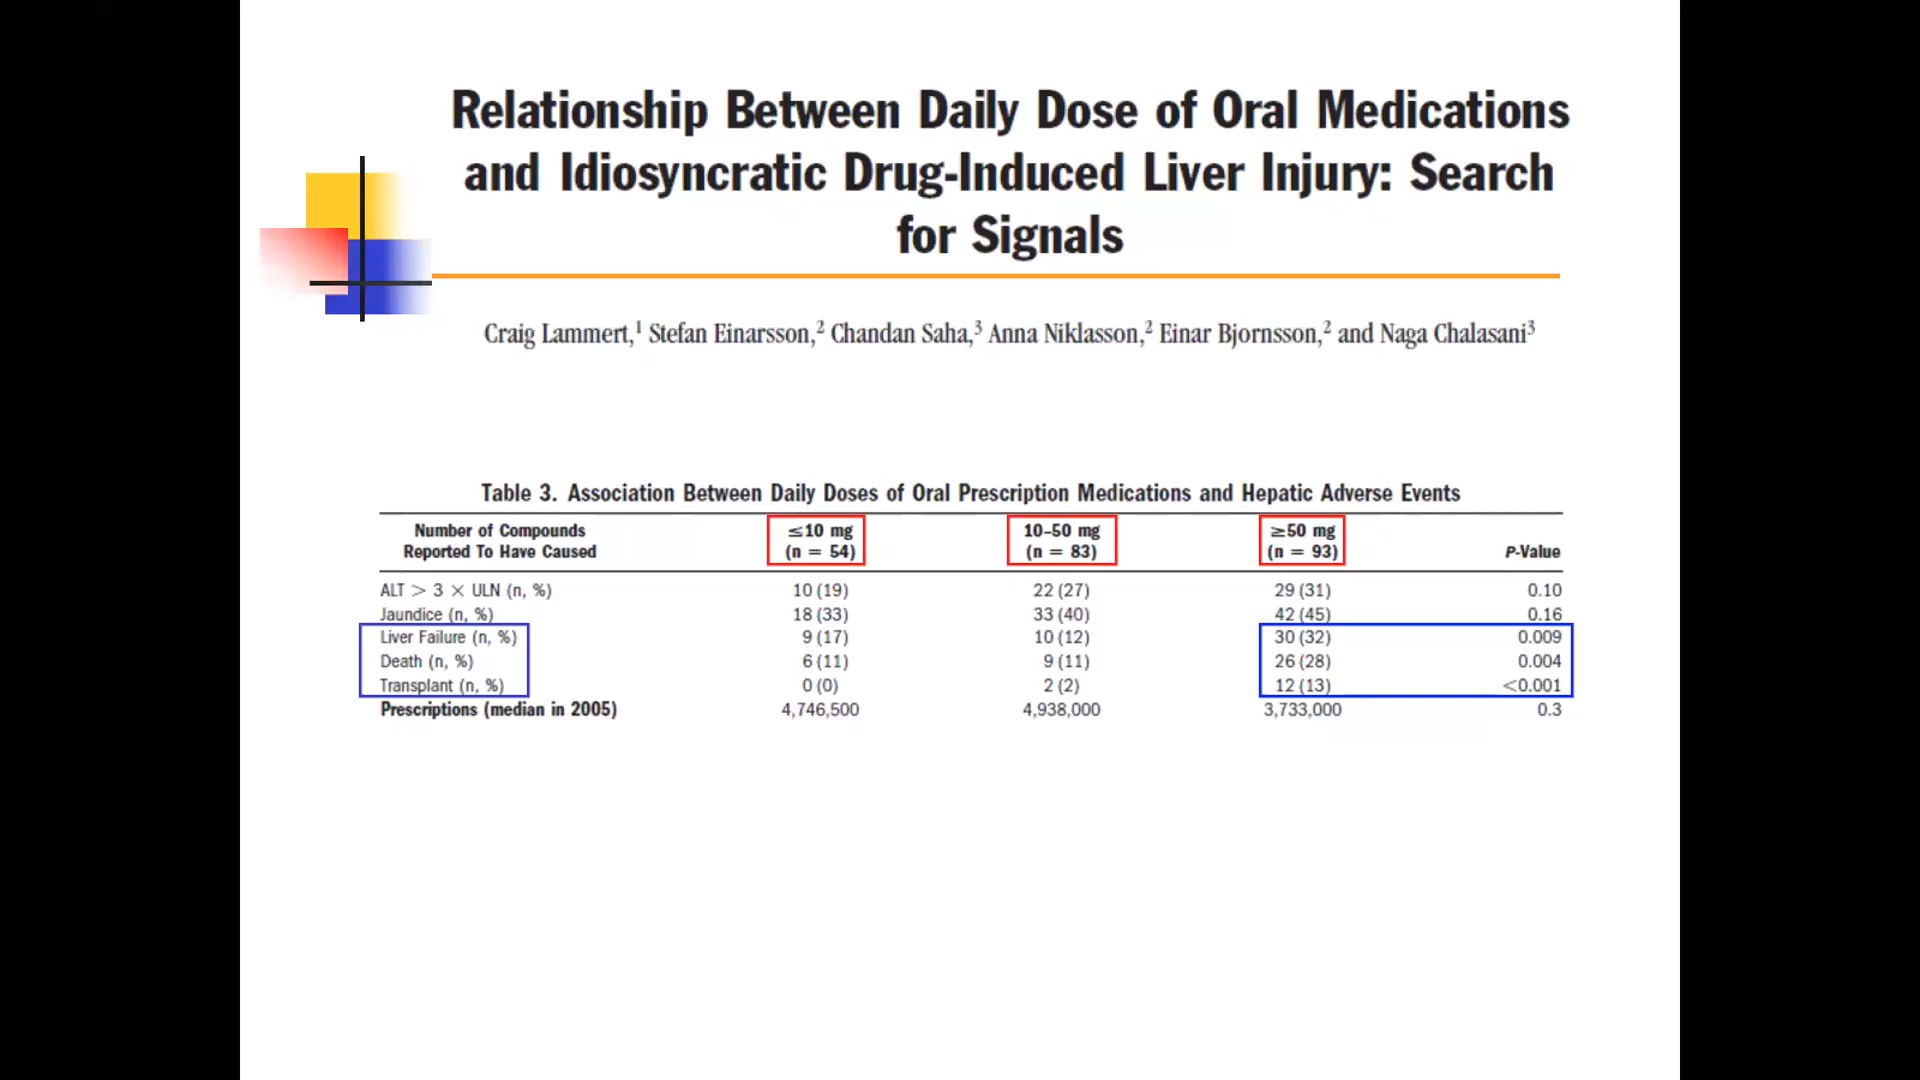 Relationship Between Daily Dose of Oral Medications
and Idiosyncratic Drug-Induced Liver Injury: Search
for Signals
Craig Lammert,1 Stefan Einarsson,2 Chandan Saha,3 Anna Niklasson,2 Einar Bjornsson,2 and Naga Chalasani3
Table 3. Association Between Daily Doses of Oral Prescription Medications and Hepatic Adverse Events
Number of Compounds ≤10 mg 10–50 mg ≥50 mg
Reported To Have Caused (n = 54) (n = 83) (n = 93) P-Value
ALT > 3 × ULN (n, %) 10 (19) 22 (27) 29 (31) 0.10
Jaundice (n, %) 18 (33) 33 (40) 42 (45) 0.16
Liver Failure (n, %) 9 (17) 10 (12) 30 (32) 0.009
Death (n, %) 6 (11) 9 (11) 26 (28) 0.004
Transplant (n, %) 0 (0) 2 (2) 12 (13) <0.001
Prescriptions (median in 2005) 4,746,500 4,938,000 3,733,000 0.3